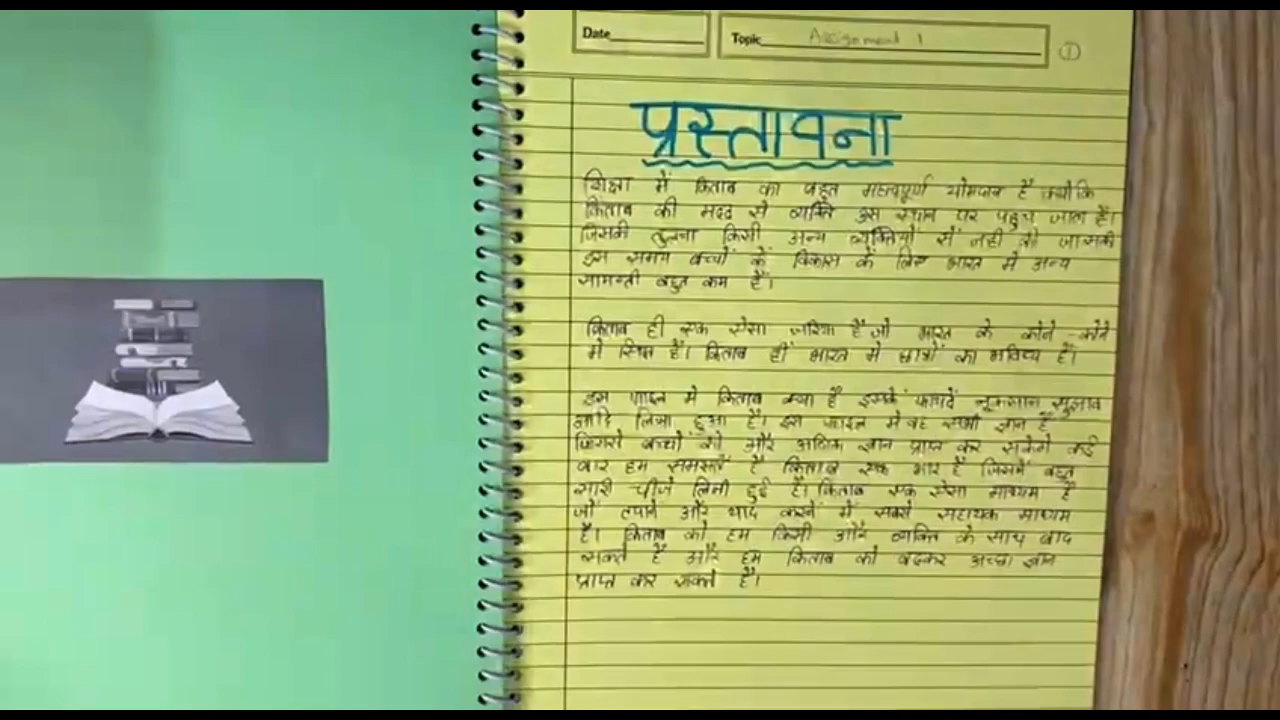 Date
Topic Assignment 1
1
प्रस्तावना
शिक्षा में किताब का बहुत महत्वपूर्ण योगदान है क्योंकि
किताब की मदद से व्यक्ति उस स्थान पर पहुच जाता है।
जिसकी तुलना किसी अन्य व्यक्तियों से नही की जा सकती
इस समय बच्चों के विकास के लिए भारत में अन्य
सामग्री बहुत कम है।
किताब ही एक ऐसा जरिया है जो भारत के कोने - कोने
मे स्थित है। किताब ही भारत मे छात्रों का भविष्य है।
इस फाइल मे किताब क्या है इसके फायदें नुकसान सुझाव
आदि लिखा हुआ है। इस फाइल में वह सभी ज्ञान है
जिससे बच्चों को और अधिक ज्ञान प्राप्त कर सकेंगे कई
बार हम समझतें है किताब एक भार है जिसमें बहुत
सारी चीजे लिखी हुई है। किताब एक ऐसा माध्यम है
जो और याद करनें में सबसे सहायक माध्यम
है। किताब को हम किसी और व्यक्ति के साथ बाट
सकते है और हम किताब को पढकर अच्छा ज्ञान
प्राप्त कर सकते है।